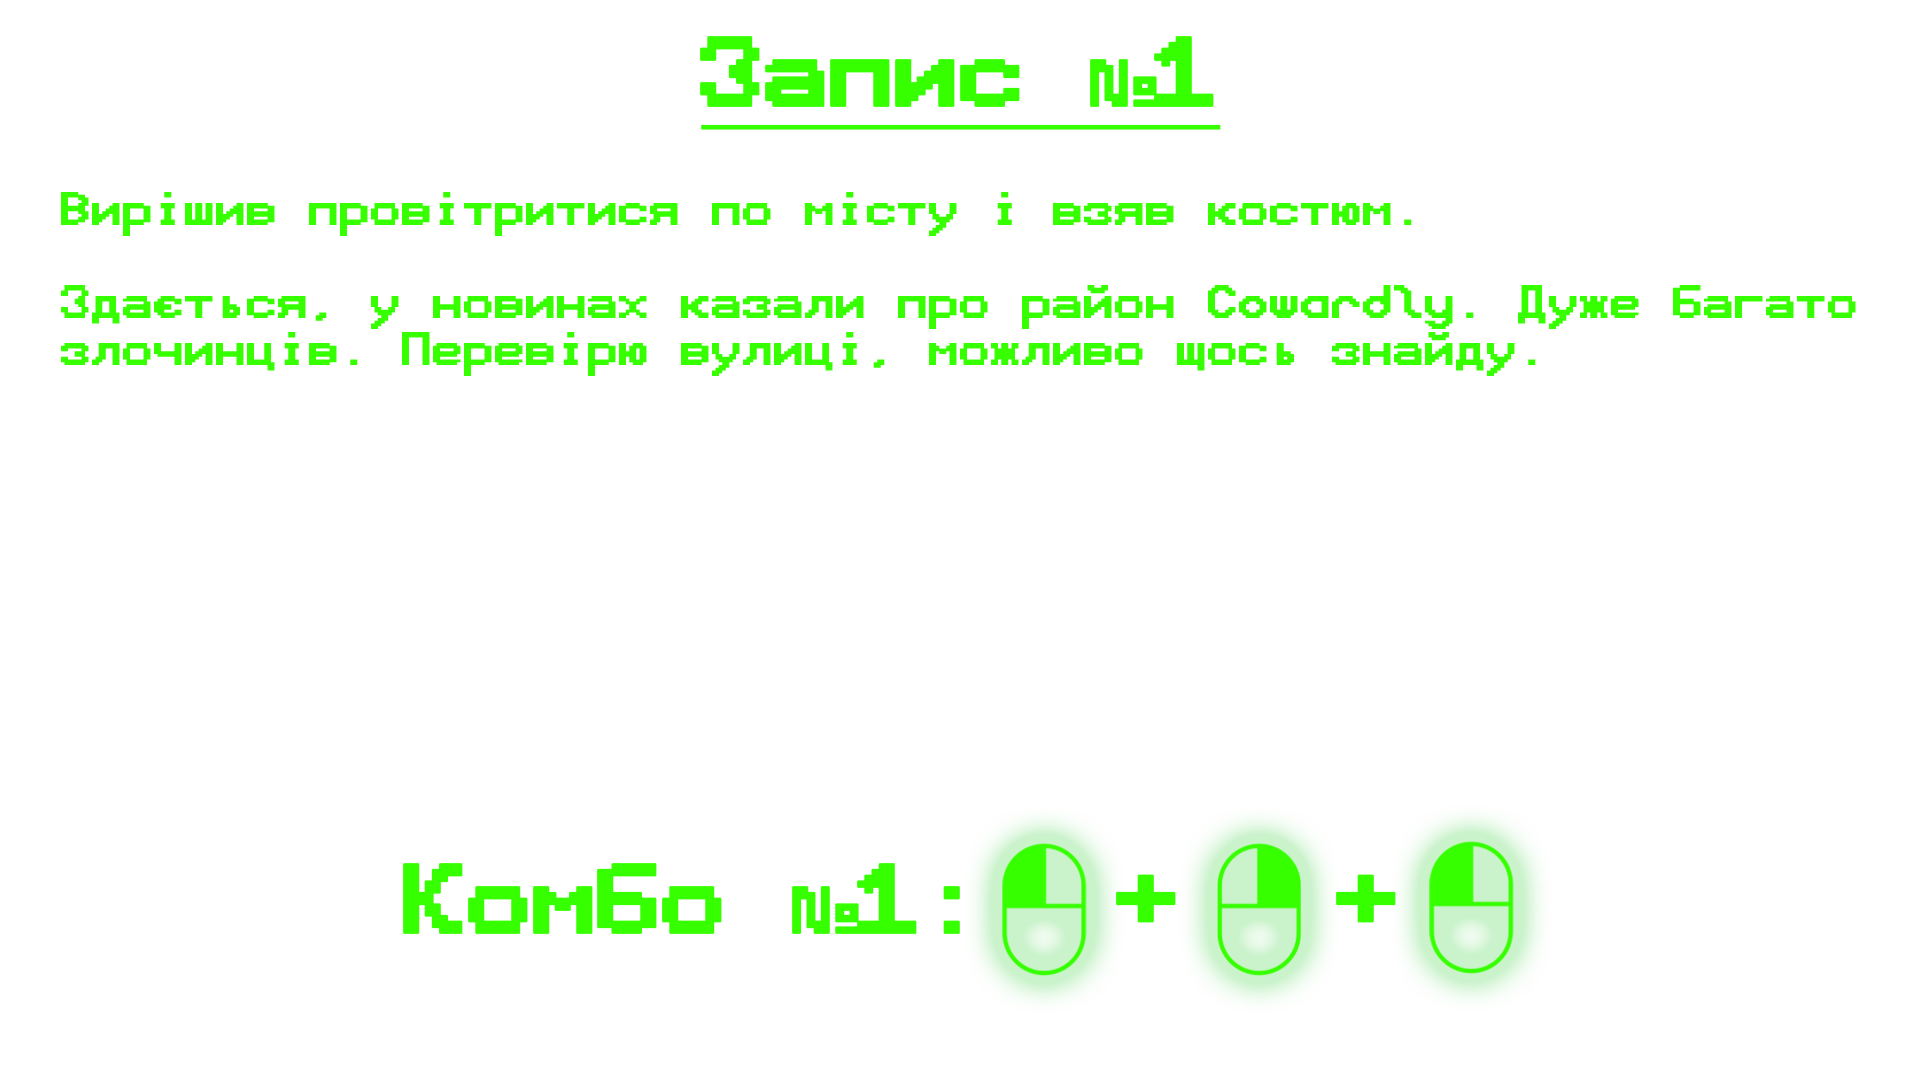 Запис №1
Вирішив провітритися по місту і взяв костюм.
Здається, у новинах казали про район Cowardly. Дуже багато
злочинців. Перевірю вулиці, можливо щось знайду.
Комбо №1: + +